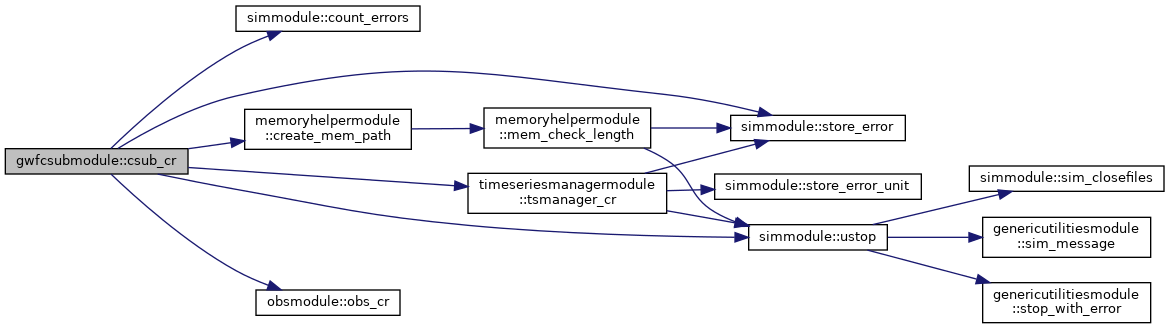 simmodule::count_errors
memoryhelpermodule
::create_mem_path
memoryhelpermodule
::mem_check_length
simmodule::store_error
gwfcsubmodule::csub_cr
timeseriesmanagermodule
::tsmanager_cr
simmodule::store_error_unit
simmodule::sim_closefiles
simmodule::ustop
genericutilitiesmodule
::sim_message
obsmodule::obs_cr
genericutilitiesmodule
::stop_with_error